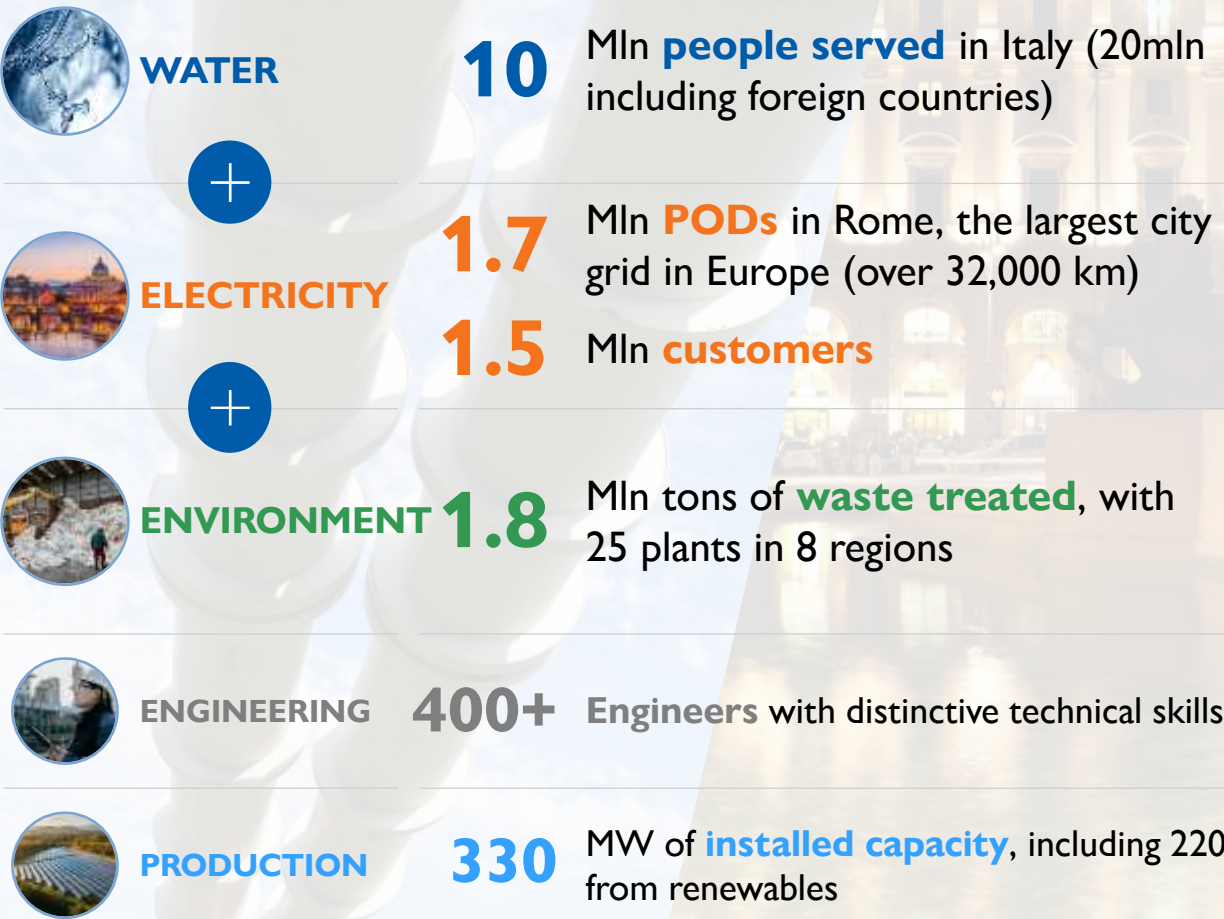 WATER
10
Mln people served in Italy (20mln
including foreign countries)
ELECTRICITY
1.7
Mln PODs in Rome, the largest city
grid in Europe (over 32,000 km)
1.5
Mln customers
ENVIRONMENT
1.8
Mln tons of waste treated, with
25 plants in 8 regions
ENGINEERING
400+
Engineers with distinctive technical skills
PRODUCTION
330
MW of installed capacity, including 220
from renewables